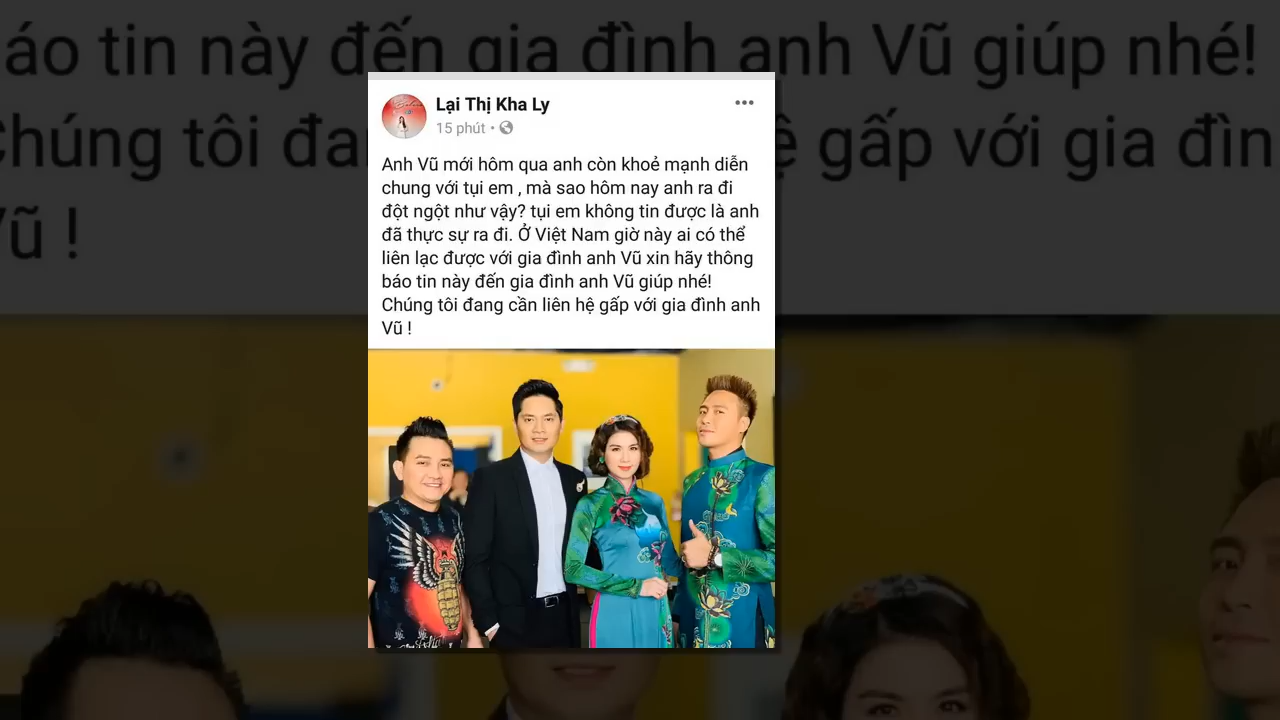 áo tin này đến gia đình anh Vũ giúp nhé!
Chúng tôi đa
ệ gấp với gia đìn
Vũ !
Lại Thị Kha Ly
15 phút
Anh Vũ mới hôm qua anh còn khoẻ mạnh diễn
chung với tụi em , mà sao hôm nay anh ra đi
đột ngột như vậy? tụi em không tin được là anh
đã thực sự ra đi. Ở Việt Nam giờ này ai có thể
liên lạc được với gia đình anh Vũ xin hãy thông
báo tin này đến gia đình anh Vũ giúp nhé!
Chúng tôi đang cần liên hệ gấp với gia đình anh
Vũ !